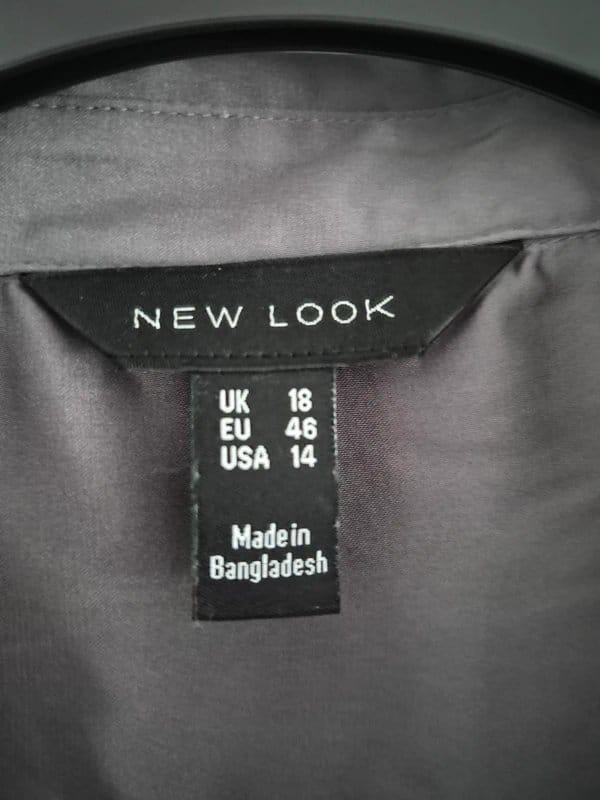 NEW LOOK
UK 18
EU 46
USA 14
Made in
Bangladesh